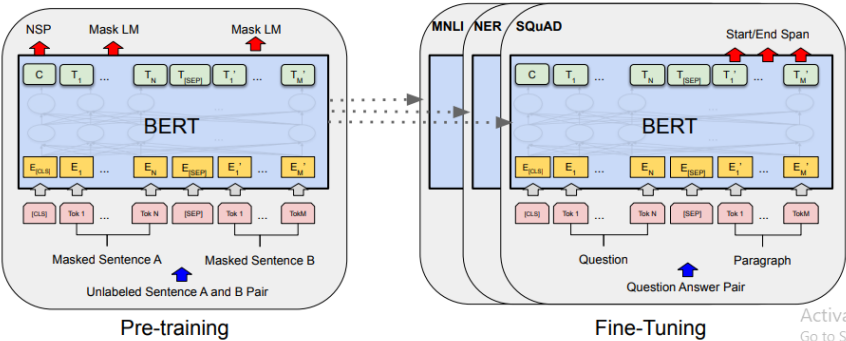 NSP Mask LM Mask LM
C T1 ... TN T[SEP] T1' ... TM'
BERT
E[CLS] E1 ... EN E[SEP] E1' ... EM'
[CLS] Tok 1 ... Tok N [SEP] Tok 1 ... TokM
Masked Sentence A Masked Sentence B
Unlabeled Sentence A and B Pair
Pre-training
MNLI NER SQuAD
Start/End Span
C T1 ... TN T[SEP] T1' ... TM'
BERT
E[CLS] E1 ... EN E[SEP] E1' ... EM'
[CLS] Tok 1 ... Tok N [SEP] Tok 1 ... TokM
Question Paragraph
Question Answer Pair
Fine-Tuning
Activa
Go to S